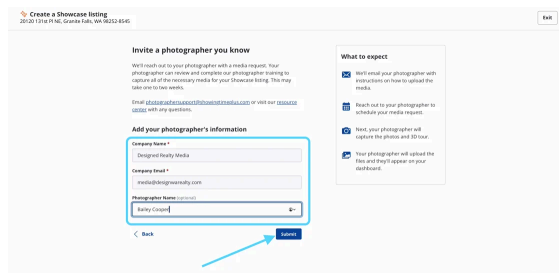 Create a Showcase listing
20120 131st Pl NE, Granite Falls, WA 98252-8545
Exit
Invite a photographer you know
We'll reach out to your photographer with a media request. Your
photographer can review and complete our photographer training to
capture all of the necessary media for your Showcase listing. This may
take one to two weeks.
Email photographersupport@showingtimeplus.com or visit our resource
center with any questions.
Add your photographer's information
Company Name *
Designed Realty Media
Company Email *
media@designwarealty.com
Photographer Name (optional)
Bailey Cooper
Back
Submit
What to expect
We'll email your photographer with
instructions on how to upload the
media.
Reach out to your photographer to
schedule your media request.
Next, your photographer will
capture the photos and 3D tour.
Your photographer will upload the
files and they'll appear on your
dashboard.